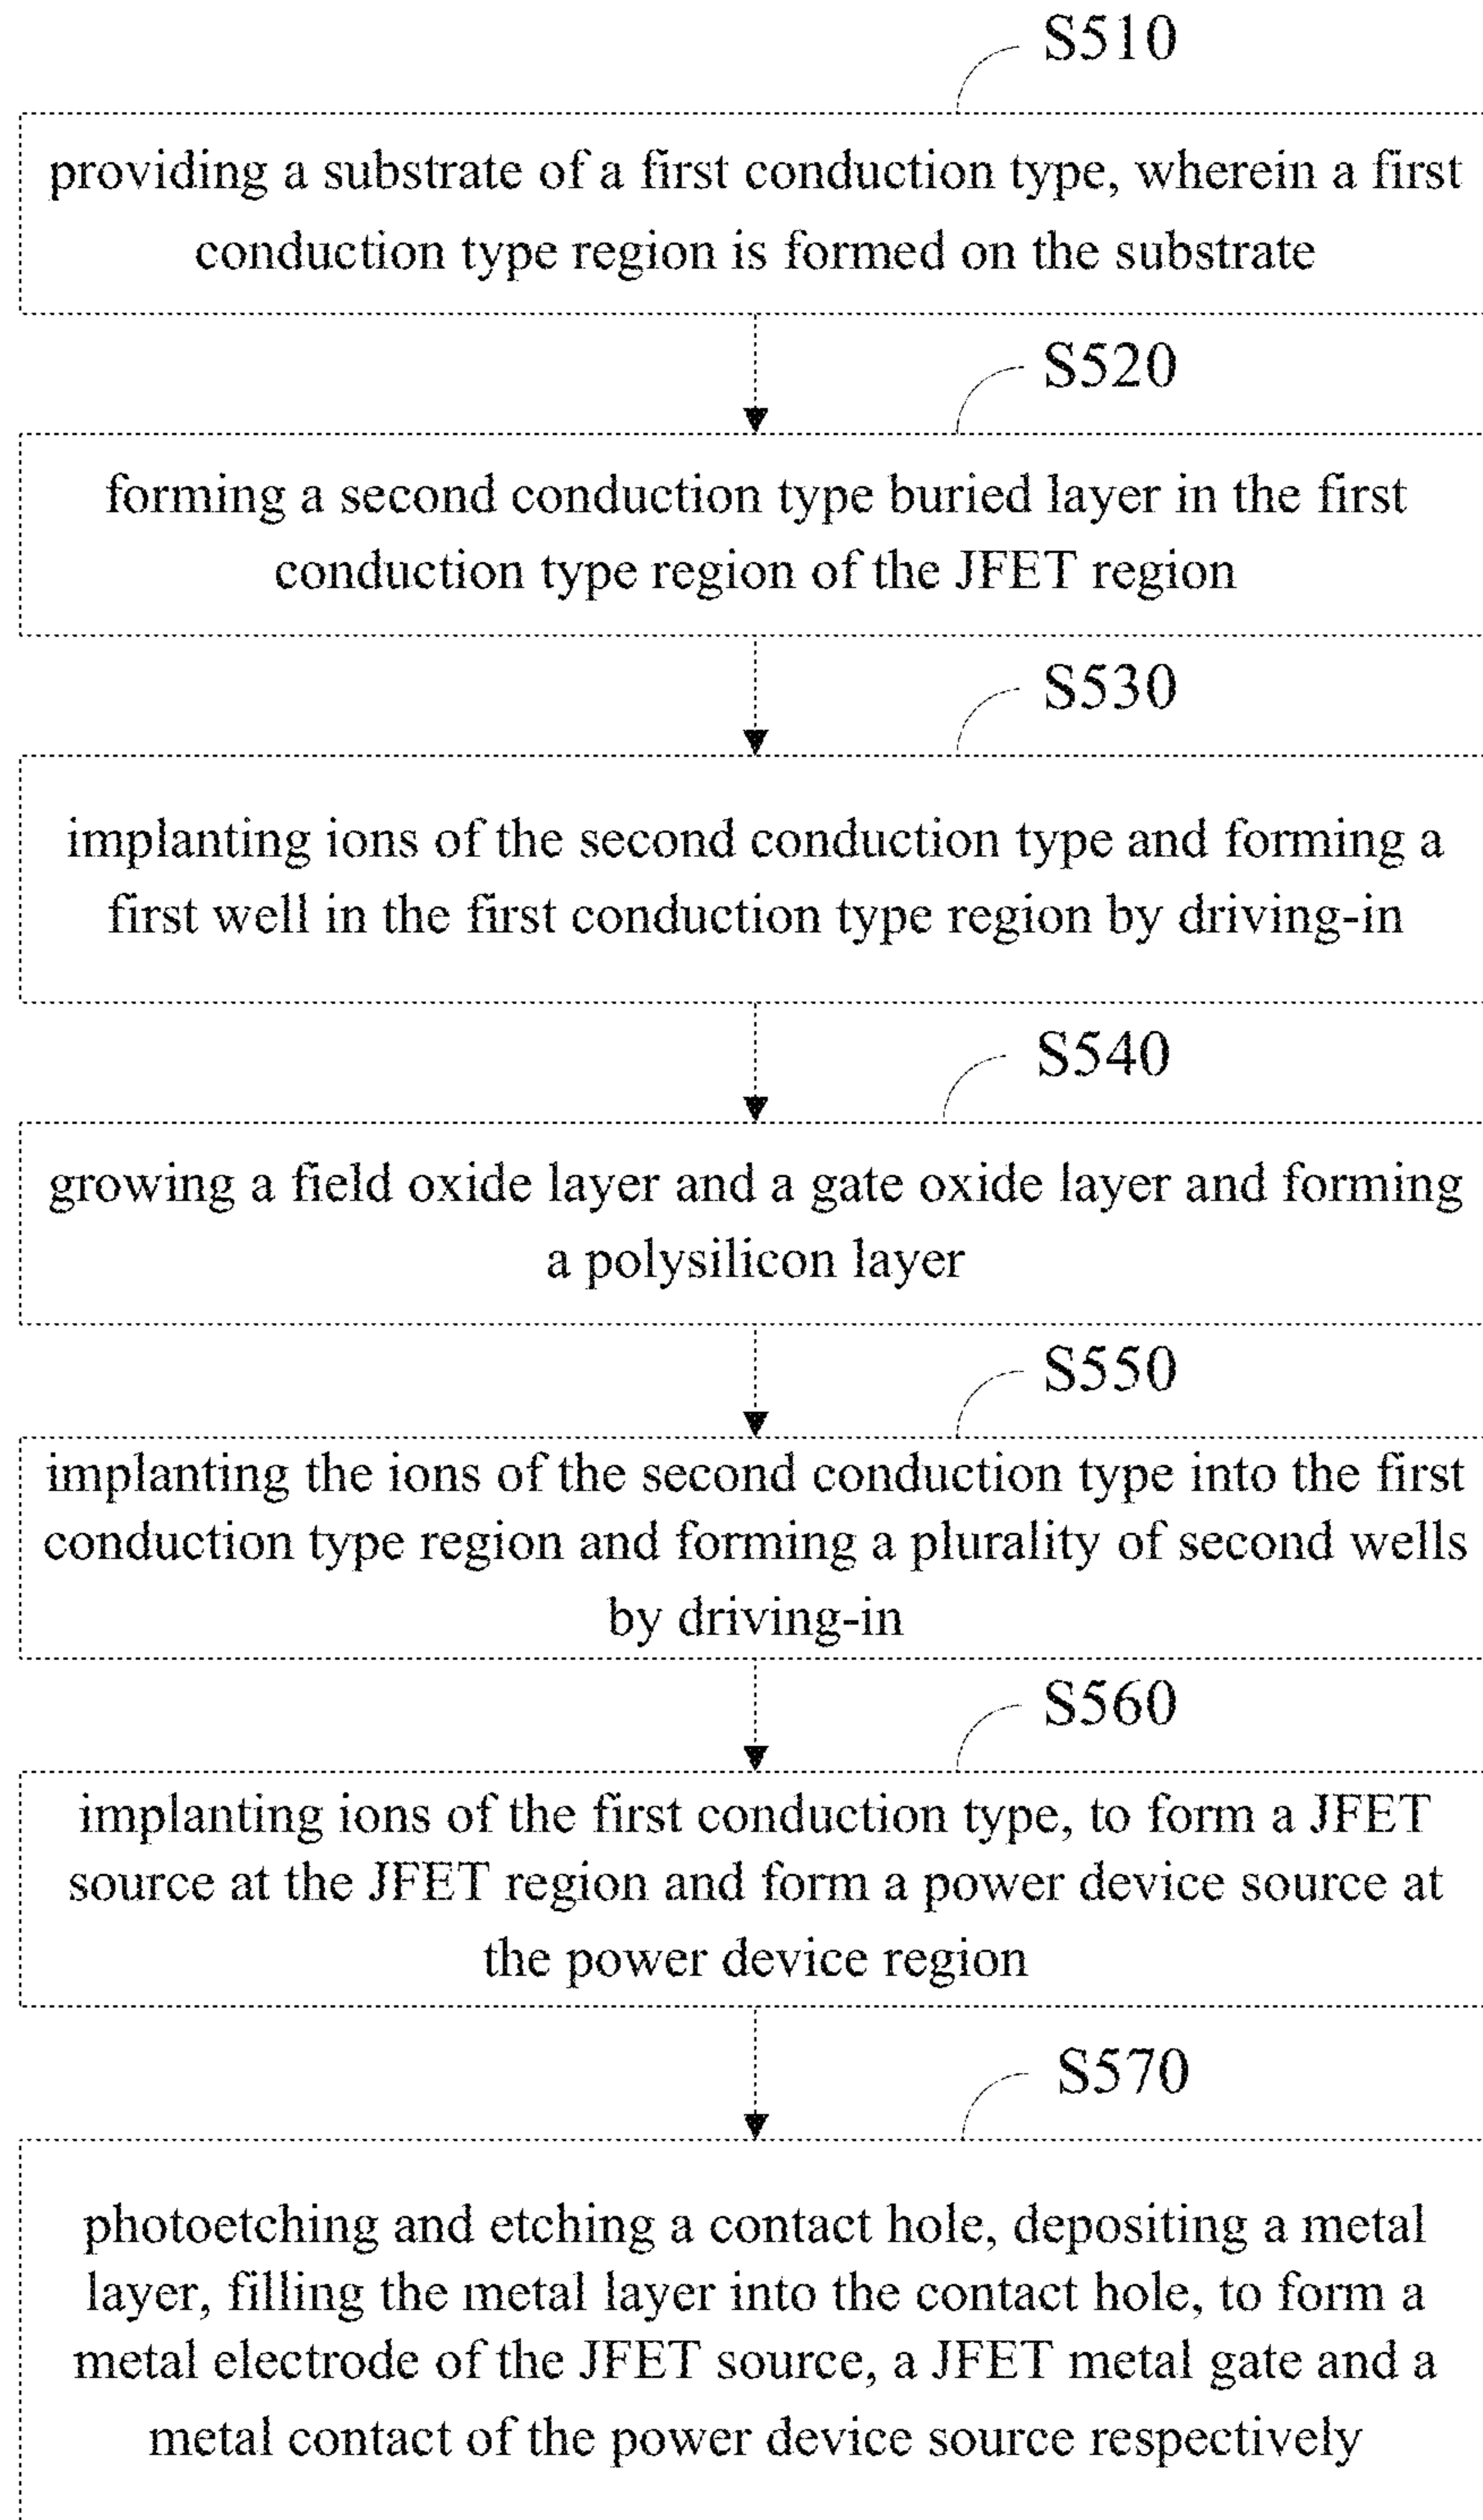 S510
providing a substrate of a first conduction type, wherein a first
conduction type region is formed on the substrate
S520
forming a second conduction type buried layer in the first
conduction type region of the JFET region
S530
implanting ions of the second conduction type and forming a
first well in the first conduction type region by driving-in
S540
growing a field oxide layer and a gate oxide layer and forming
a polysilicon layer
S550
implanting the ions of the second conduction type into the first
conduction type region and forming a plurality of second wells
by driving-in
S560
implanting ions of the first conduction type, to form a JFET
source at the JFET region and form a power device source at
the power device region
S570
photoetching and etching a contact hole, depositing a metal
layer, filling the metal layer into the contact hole, to form a
metal electrode of the JFET source, a JFET metal gate and a
metal contact of the power device source respectively